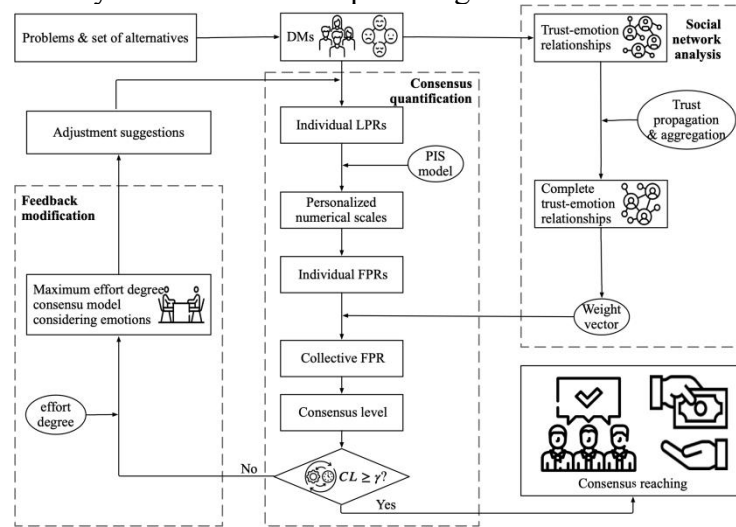 Problems & set of alternatives
DMs
Trust-emotion
relationships
Social
network
analysis
Consensus
quantification
Adjustment suggestions
Individual LPRs
Trust
propagation
& aggregation
PIS
model
Feedback
modification
Personalized
numerical scales
Complete
trust-emotion
relationships
Maximum effort degree
consensu model
considering emotions
Individual FPRs
Weight
vector
Collective FPR
effort
degree
Consensus level
No
CL ≥ γ?
Yes
Consensus reaching